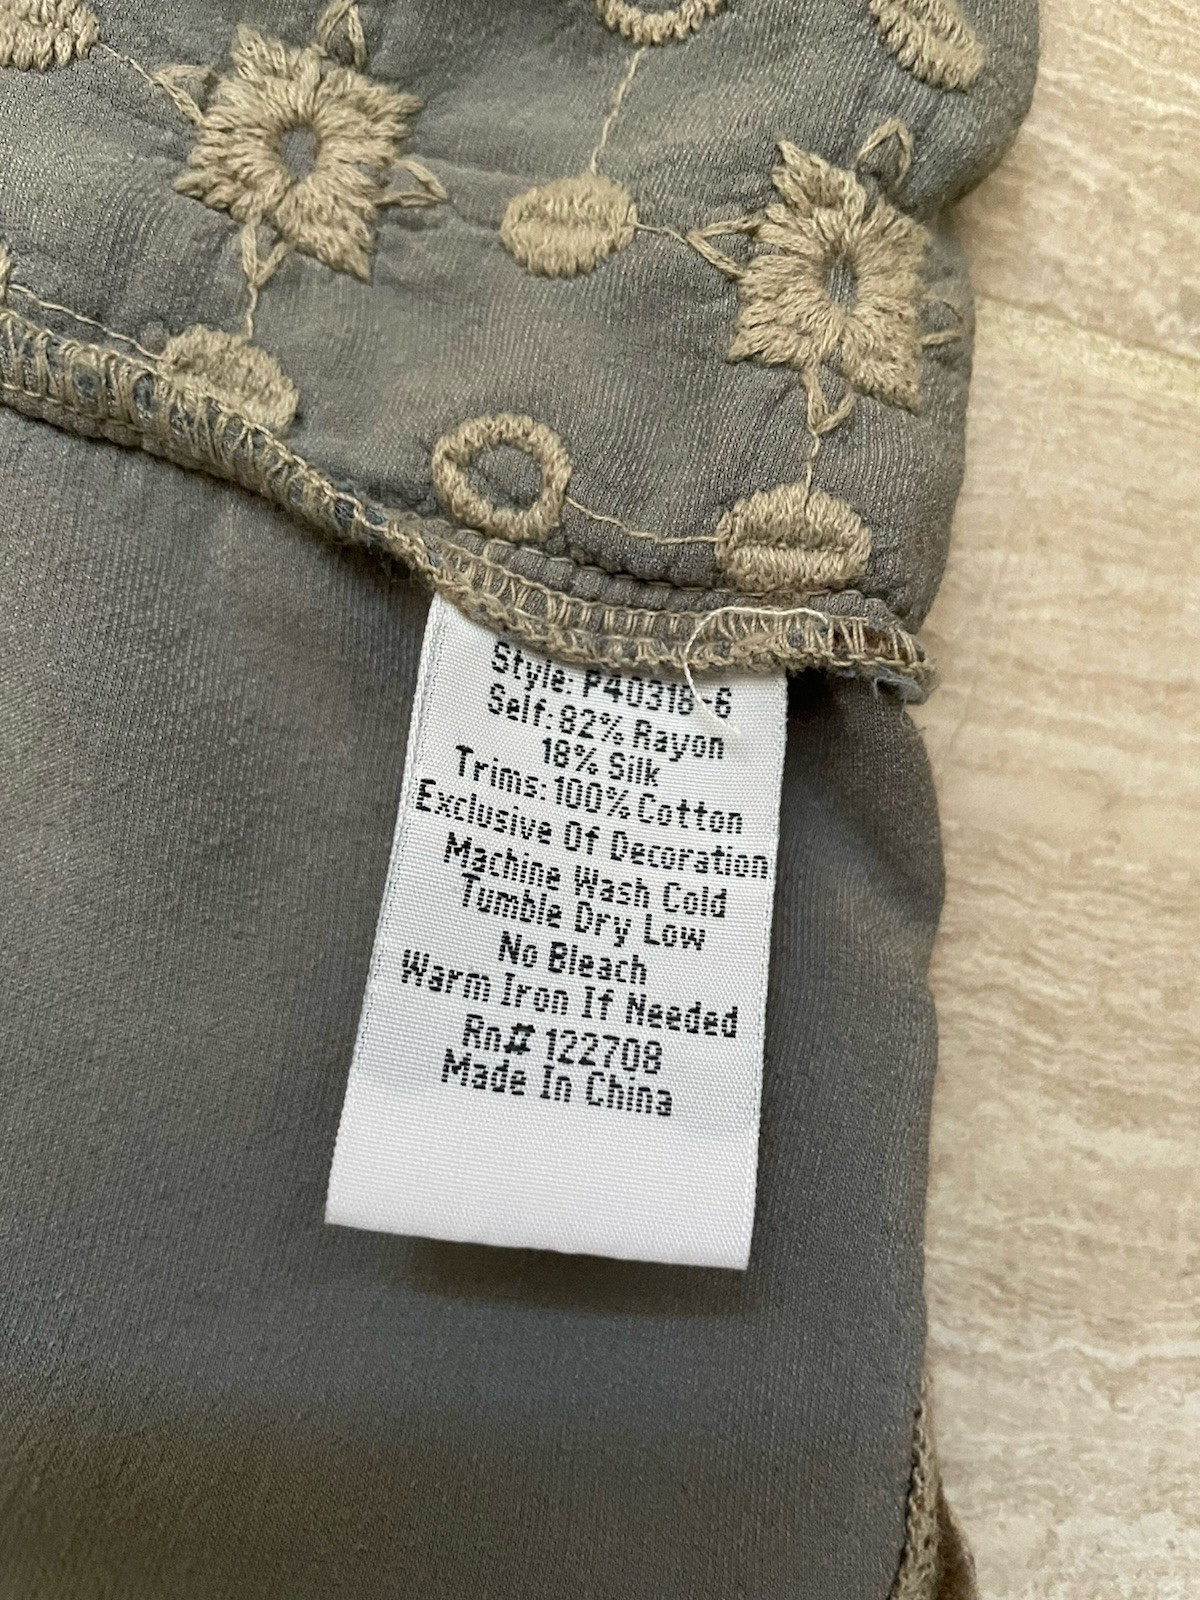 Style: P40318-6
Self: 82% Rayon
18% Silk
Trims: 100% Cotton
Exclusive Of Decoration
Machine Wash Cold
Tumble Dry Low
No Bleach
Warm Iron If Needed
Rn# 122708
Made In China